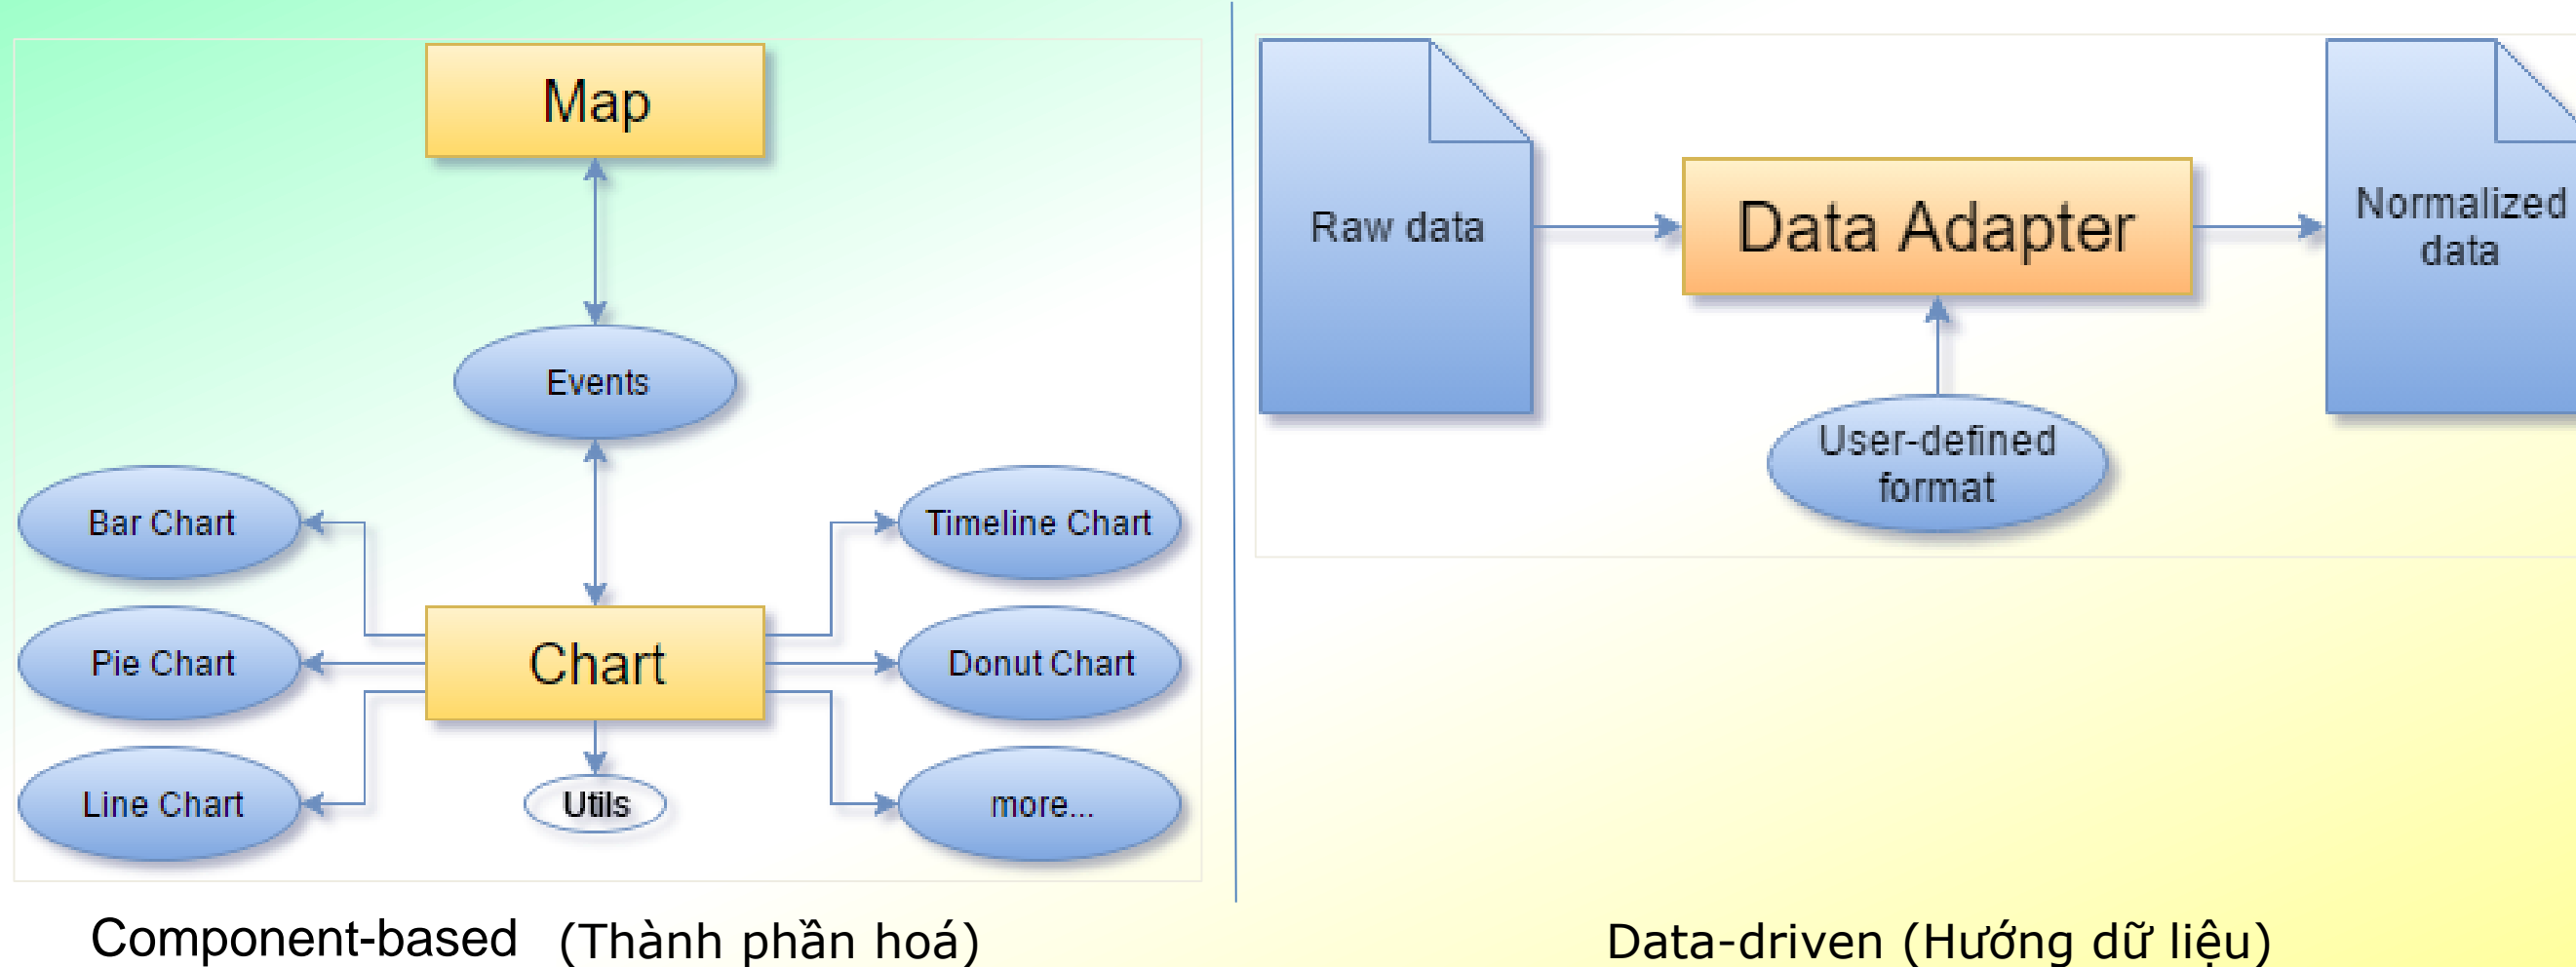 Map
Events
Bar Chart
Pie Chart
Line Chart
Chart
Utils
Timeline Chart
Donut Chart
more...
Component-based (Thành phần hoá)
Raw data
Data Adapter
User-defined
format
Normalized
data
Data-driven (Hướng dữ liệu)